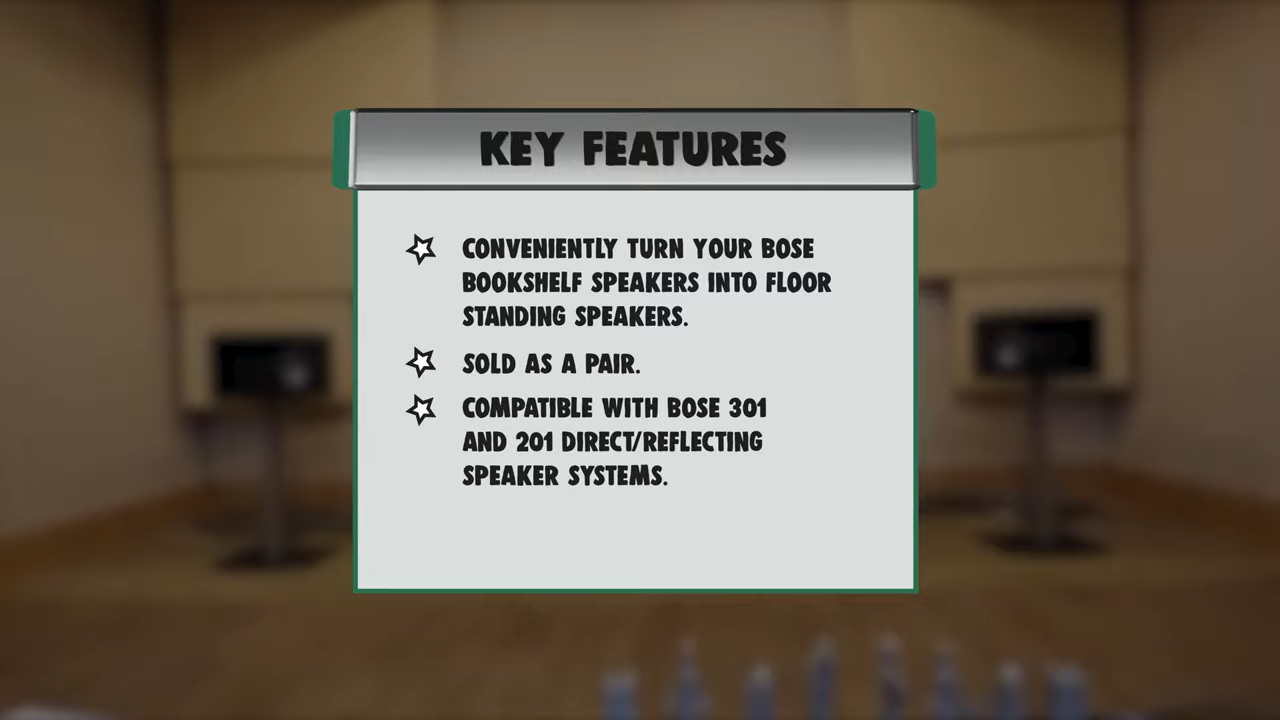 KEY FEATURES
CONVENIENTLY TURN YOUR BOSE
BOOKSHELF SPEAKERS INTO FLOOR
STANDING SPEAKERS.
SOLD AS A PAIR.
COMPATIBLE WITH BOSE 301
AND 201 DIRECT/REFLECTING
SPEAKER SYSTEMS.